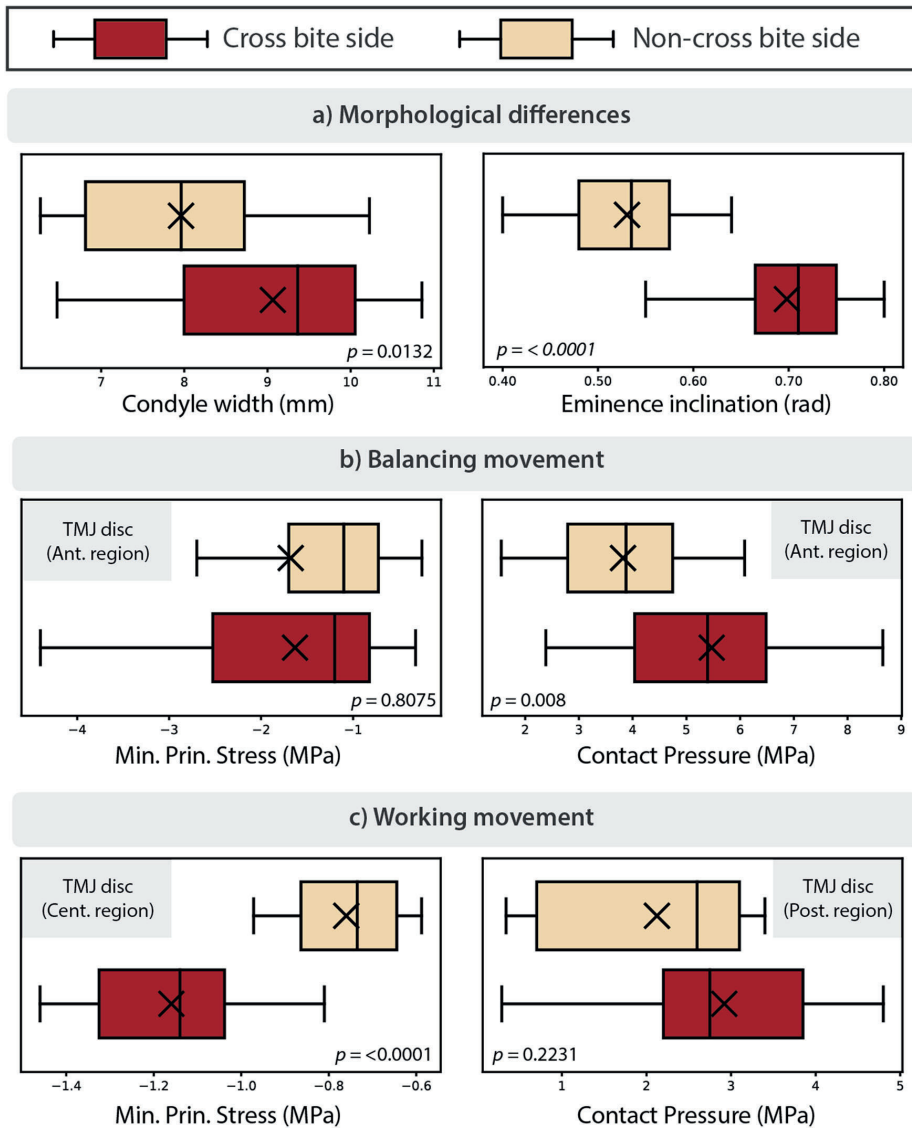 Cross bite side
Non-cross bite side
a) Morphological differences
p = 0.0132
7 8 9 10 11
Condyle width (mm)
p = < 0.0001
0.40 0.50 0.60 0.70 0.80
Eminence inclination (rad)
b) Balancing movement
TMJ disc
(Ant. region)
p = 0.8075
−4 −3 −2 −1
Min. Prin. Stress (MPa)
TMJ disc
(Ant. region)
p = 0.008
2 3 4 5 6 7 8 9
Contact Pressure (MPa)
c) Working movement
TMJ disc
(Cent. region)
p = <0.0001
−1.4 −1.2 −1.0 −0.8 −0.6
Min. Prin. Stress (MPa)
TMJ disc
(Post. region)
p = 0.2231
1 2 3 4 5
Contact Pressure (MPa)